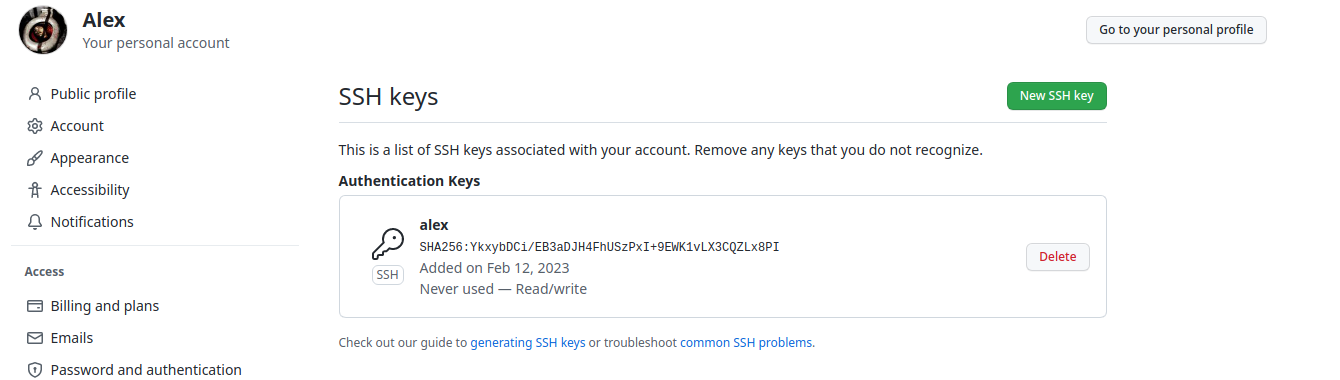 Alex
Your personal account
Go to your personal profile
Public profile
Account
Appearance
Accessibility
Notifications
Access
Billing and plans
Emails
Password and authentication
SSH keys
New SSH key
This is a list of SSH keys associated with your account. Remove any keys that you do not recognize.
Authentication Keys
SSH
alex
SHA256:YkxybDCi/EB3aDJH4FhUSzPxI+9EWK1vLX3CQZLx8PI
Added on Feb 12, 2023
Never used — Read/write
Delete
Check out our guide to generating SSH keys or troubleshoot common SSH problems.